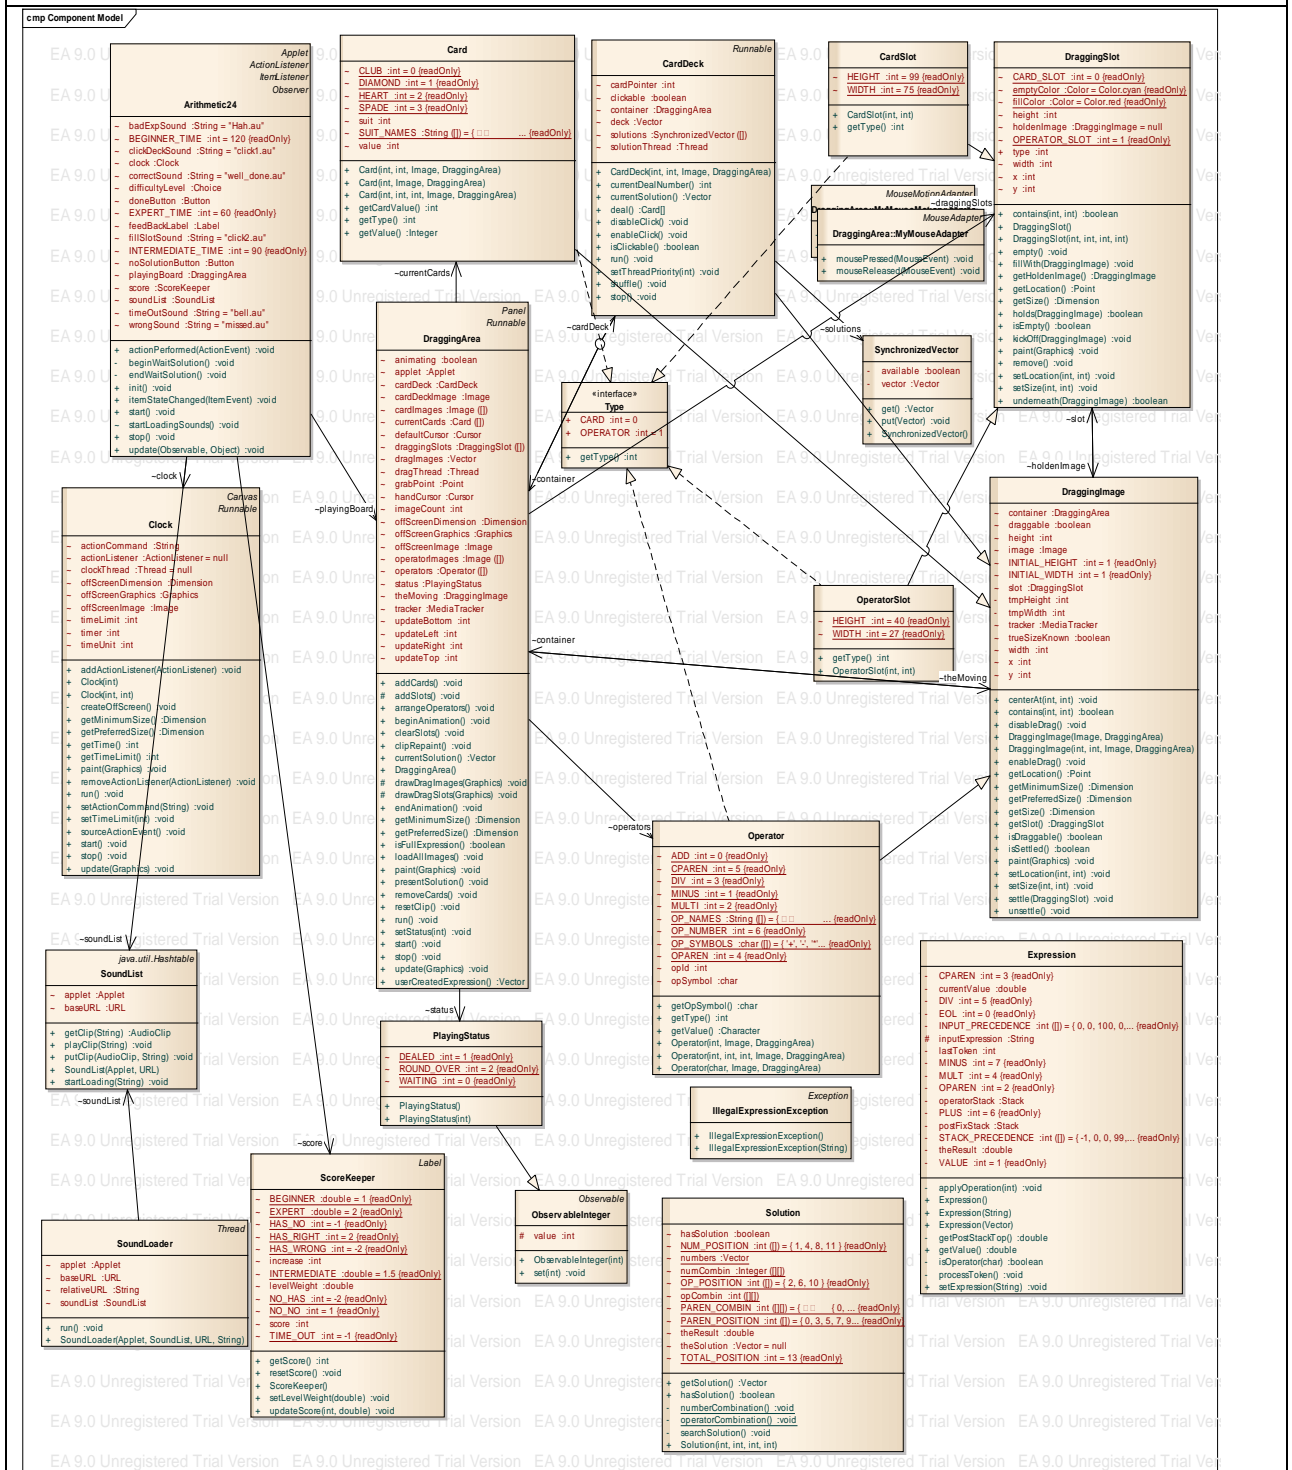 cmp Component Model
Applet
ActionListener
ItemListener
Observer
Arithmetic24
- badExpSound :String = "Hah.au"
- BEGINNER_TIME :int = 120 {readOnly}
- clickDeckSound :String = "click1.au"
~ clock :Clock
- correctSound :String = "well_done.au"
~ difficultyLevel :Choice
~ doneButton :Button
- EXPERT_TIME :int = 60 {readOnly}
~ feedBackLabel :Label
- fillSlotSound :String = "click2.au"
- INTERMEDIATE_TIME :int = 90 {readOnly}
~ noSolutionButton :Button
~ playingBoard :DraggingArea
~ score :ScoreKeeper
~ soundList :SoundList
- timeOutSound :String = "bell.au"
- wrongSound :String = "missed.au"
+ actionPerformed(ActionEvent) :void
- beginWaitSolution() :void
- endWaitSolution() :void
+ init() :void
+ itemStateChanged(ItemEvent) :void
+ start() :void
~ startLoadingSounds() :void
+ stop() :void
+ update(Observable, Object) :void
Card
~ CLUB :int = 0 {readOnly}
~ DIAMOND :int = 1 {readOnly}
~ HEART :int = 2 {readOnly}
~ SPADE :int = 3 {readOnly}
~ suit :int
~ SUIT_NAMES :String ([]) = { □□ ... {readOnly}
~ value :int
+ Card(int, int, Image, DraggingArea)
+ Card(int, Image, DraggingArea)
+ Card(int, int, int, Image, DraggingArea)
+ getCardValue() :int
+ getType() :int
+ getValue() :Integer
Runnable
CardDeck
~ cardPointer :int
~ clickable :boolean
~ container :DraggingArea
~ deck :Vector
~ solutions :SynchronizedVector ([])
~ solutionThread :Thread
+ CardDeck(int, Image, DraggingArea)
+ currentDealNumber() :int
+ currentSolution() :Vector
+ deal() :Card[]
+ disableClick() :void
+ enableClick() :void
+ isClickable() :boolean
+ run() :void
+ setThreadPriority(int) :void
+ shuffle() :void
+ stop() :void
CardSlot
~ HEIGHT :int = 99 {readOnly}
~ WIDTH :int = 75 {readOnly}
+ CardSlot(int, int)
+ getType() :int
DraggingSlot
~ CARD_SLOT :int = 0 {readOnly}
~ emptyColor :Color = Color.cyan {readOnly}
~ fillColor :Color = Color.red {readOnly}
~ height :int
~ holdenImage :DraggingImage = null
~ OPERATOR_SLOT :int = 1 {readOnly}
+ type :int
~ width :int
~ x :int
~ y :int
+ contains(int, int) :boolean
+ DraggingSlot()
+ DraggingSlot(int, int, int, int)
+ empty() :void
+ fillWith(DraggingImage) :void
+ getHoldenImage() :DraggingImage
+ getLocation() :Point
+ getSize() :Dimension
+ holds(DraggingImage) :boolean
+ isEmpty() :boolean
+ kickOff(DraggingImage) :void
+ paint(Graphics) :void
+ remove() :void
+ setLocation(int, int) :void
+ setSize(int, int) :void
+ underneath(DraggingImage) :boolean
MouseMotionAdapter
~draggingSlots
MouseAdapter
DraggingArea::MyMouseAdapter
+ mousePressed(MouseEvent) :void
+ mouseReleased(MouseEvent) :void
~currentCards
Panel
Runnable
DraggingArea
~ animating :boolean
~ applet :Applet
~ cardDeck :CardDeck
~ cardDeckImage :Image
~ cardImages :Image ([])
~ currentCards :Card ([])
~ defaultCursor :Cursor
~ draggingSlots :DraggingSlot ([])
~ dragImages :Vector
~ dragThread :Thread
~ grabPoint :Point
~ handCursor :Cursor
~ imageCount :int
~ offScreenDimension :Dimension
~ offScreenGraphics :Graphics
~ offScreenImage :Image
~ operatorImages :Image ([])
~ operators :Operator ([])
~ status :PlayingStatus
~ theMoving :DraggingImage
~ tracker :MediaTracker
~ updateBottom :int
~ updateLeft :int
~ updateRight :int
~ updateTop :int
+ addCards() :void
# addSlots() :void
+ arrangeOperators() :void
+ beginAnimation() :void
+ clearSlots() :void
+ clipRepaint() :void
+ currentSolution() :Vector
+ DraggingArea()
# drawDragImages(Graphics) :void
# drawDragSlots(Graphics) :void
+ endAnimation() :void
+ getMinimumSize() :Dimension
+ getPreferredSize() :Dimension
+ isFullExpression() :boolean
+ loadAllImages() :void
+ paint(Graphics) :void
+ presentSolution() :void
+ removeCards() :void
+ resetClip() :void
+ run() :void
+ setStatus(int) :void
+ start() :void
+ stop() :void
+ update(Graphics) :void
+ userCreatedExpression() :Vector
~cardDeck
~solutions
SynchronizedVector
- available :boolean
- vector :Vector
+ get() :Vector
+ put(Vector) :void
+ SynchronizedVector()
«interface»
Type
+ CARD :int = 0
+ OPERATOR :int = 1
+ getType() :int
~container
~slot
~holdenImage
~clock
~playingBoard
Canvas
Runnable
Clock
~ actionCommand :String
~ actionListener :ActionListener = null
~ clockThread :Thread = null
~ offScreenDimension :Dimension
~ offScreenGraphics :Graphics
~ offScreenImage :Image
~ timeLimit :int
~ timer :int
~ timeUnit :int
+ addActionListener(ActionListener) :void
+ Clock(int)
+ Clock(int, int)
- createOffScreen() :void
+ getMinimumSize() :Dimension
+ getPreferredSize() :Dimension
+ getTime() :int
+ getTimeLimit() :int
+ paint(Graphics) :void
+ removeActionListener(ActionListener) :void
+ run() :void
+ setActionCommand(String) :void
+ setTimeLimit(int) :void
+ sourceActionEvent() :void
+ start() :void
+ stop() :void
+ update(Graphics) :void
DraggingImage
~ container :DraggingArea
~ draggable :boolean
~ height :int
~ image :Image
~ INITIAL_HEIGHT :int = 1 {readOnly}
~ INITIAL_WIDTH :int = 1 {readOnly}
~ slot :DraggingSlot
- tmpHeight :int
- tmpWidth :int
~ tracker :MediaTracker
~ trueSizeKnown :boolean
~ width :int
~ x :int
~ y :int
+ centerAt(int, int) :void
+ contains(int, int) :boolean
+ disableDrag() :void
+ DraggingImage(Image, DraggingArea)
+ DraggingImage(int, int, Image, DraggingArea)
+ enableDrag() :void
+ getLocation() :Point
+ getMinimumSize() :Dimension
+ getPreferredSize() :Dimension
+ getSize() :Dimension
+ getSlot() :DraggingSlot
+ isDraggable() :boolean
+ isSettled() :boolean
+ paint(Graphics) :void
+ setLocation(int, int) :void
+ setSize(int, int) :void
+ settle(DraggingSlot) :void
+ unsettle() :void
OperatorSlot
~ HEIGHT :int = 40 {readOnly}
~ WIDTH :int = 27 {readOnly}
+ getType() :int
+ OperatorSlot(int, int)
~container
~theMoving
~operators
Operator
~ ADD :int = 0 {readOnly}
~ CPAREN :int = 5 {readOnly}
~ DIV :int = 3 {readOnly}
~ MINUS :int = 1 {readOnly}
~ MULTI :int = 2 {readOnly}
~ OP_NAMES :String ([]) = { □□ ... {readOnly}
~ OP_NUMBER :int = 6 {readOnly}
~ OP_SYMBOLS :char ([]) = { '+', '-', '*'... {readOnly}
~ OPAREN :int = 4 {readOnly}
~ opId :int
~ opSymbol :char
+ getOpSymbol() :char
+ getType() :int
+ getValue() :Character
+ Operator(int, Image, DraggingArea)
+ Operator(int, int, int, Image, DraggingArea)
+ Operator(char, Image, DraggingArea)
~soundList
java.util.Hashtable
SoundList
~ applet :Applet
~ baseURL :URL
+ getClip(String) :AudioClip
+ playClip(String) :void
+ putClip(AudioClip, String) :void
+ SoundList(Applet, URL)
+ startLoading(String) :void
~soundList
~status
PlayingStatus
~ DEALED :int = 1 {readOnly}
~ ROUND_OVER :int = 2 {readOnly}
~ WAITING :int = 0 {readOnly}
+ PlayingStatus()
+ PlayingStatus(int)
Expression
- CPAREN :int = 3 {readOnly}
- currentValue :double
- DIV :int = 5 {readOnly}
- EOL :int = 0 {readOnly}
- INPUT_PRECEDENCE :int ([]) = { 0, 0, 100, 0,... {readOnly}
# inputExpression :String
- lastToken :int
- MINUS :int = 7 {readOnly}
- MULT :int = 4 {readOnly}
- OPAREN :int = 2 {readOnly}
- operatorStack :Stack
- PLUS :int = 6 {readOnly}
- postFixStack :Stack
- STACK_PRECEDENCE :int ([]) = { -1, 0, 0, 99,... {readOnly}
- theResult :double
- VALUE :int = 1 {readOnly}
- applyOperation(int) :void
+ Expression()
+ Expression(String)
+ Expression(Vector)
- getPostStackTop() :double
+ getValue() :double
- isOperator(char) :boolean
- processToken() :void
+ setExpression(String) :void
Exception
IllegalExpressionException
+ IllegalExpressionException()
+ IllegalExpressionException(String)
~score
Label
ScoreKeeper
~ BEGINNER :double = 1 {readOnly}
~ EXPERT :double = 2 {readOnly}
~ HAS_NO :int = -1 {readOnly}
~ HAS_RIGHT :int = 2 {readOnly}
~ HAS_WRONG :int = -2 {readOnly}
~ increase :int
~ INTERMEDIATE :double = 1.5 {readOnly}
~ levelWeight :double
~ NO_HAS :int = -2 {readOnly}
~ NO_NO :int = 1 {readOnly}
~ score :int
~ TIME_OUT :int = -1 {readOnly}
+ getScore() :int
+ resetScore() :void
+ ScoreKeeper()
+ setLevelWeight(double) :void
+ updateScore(int, double) :void
Observable
ObservableInteger
# value :int
+ ObservableInteger(int)
+ set(int) :void
Solution
~ hasSolution :boolean
~ NUM_POSITION :int ([]) = { 1, 4, 8, 11 } {readOnly}
~ numbers :Vector
~ numCombin :Integer ([][])
~ OP_POSITION :int ([]) = { 2, 6, 10 } {readOnly}
~ opCombin :int ([][])
~ PAREN_COMBIN :int ([][]) = { □□ { 0, ... {readOnly}
~ PAREN_POSITION :int ([]) = { 0, 3, 5, 7, 9... {readOnly}
~ theResult :double
~ theSolution :Vector = null
~ TOTAL_POSITION :int = 13 {readOnly}
+ getSolution() :Vector
+ hasSolution() :boolean
- numberCombination() :void
- operatorCombination() :void
- searchSolution() :void
+ Solution(int, int, int, int)
Thread
SoundLoader
~ applet :Applet
~ baseURL :URL
~ relativeURL :String
~ soundList :SoundList
+ run() :void
+ SoundLoader(Applet, SoundList, URL, String)
EA 9.0 Unregistered Trial Version EA 9.0 Unregistered Trial Version EA 9.0 Unregistered Trial Version